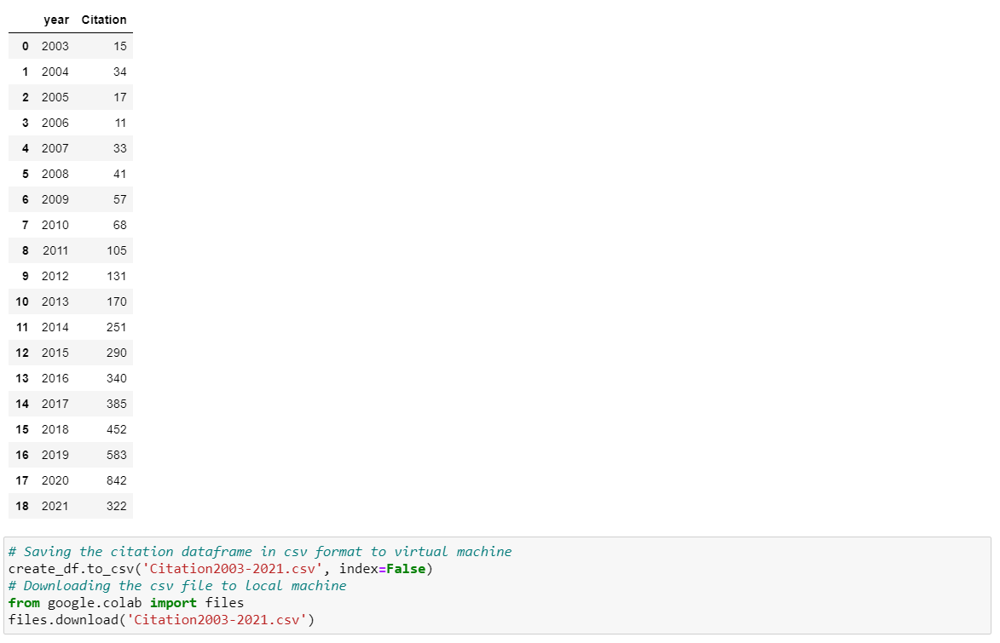 year Citation
0 2003 15
1 2004 34
2 2005 17
3 2006 11
4 2007 33
5 2008 41
6 2009 57
7 2010 68
8 2011 105
9 2012 131
10 2013 170
11 2014 251
12 2015 290
13 2016 340
14 2017 385
15 2018 452
16 2019 583
17 2020 842
18 2021 322
# Saving the citation dataframe in csv format to virtual machine
create_df.to_csv('Citation2003-2021.csv', index=False)
# Downloading the csv file to local machine
from google.colab import files
files.download('Citation2003-2021.csv')